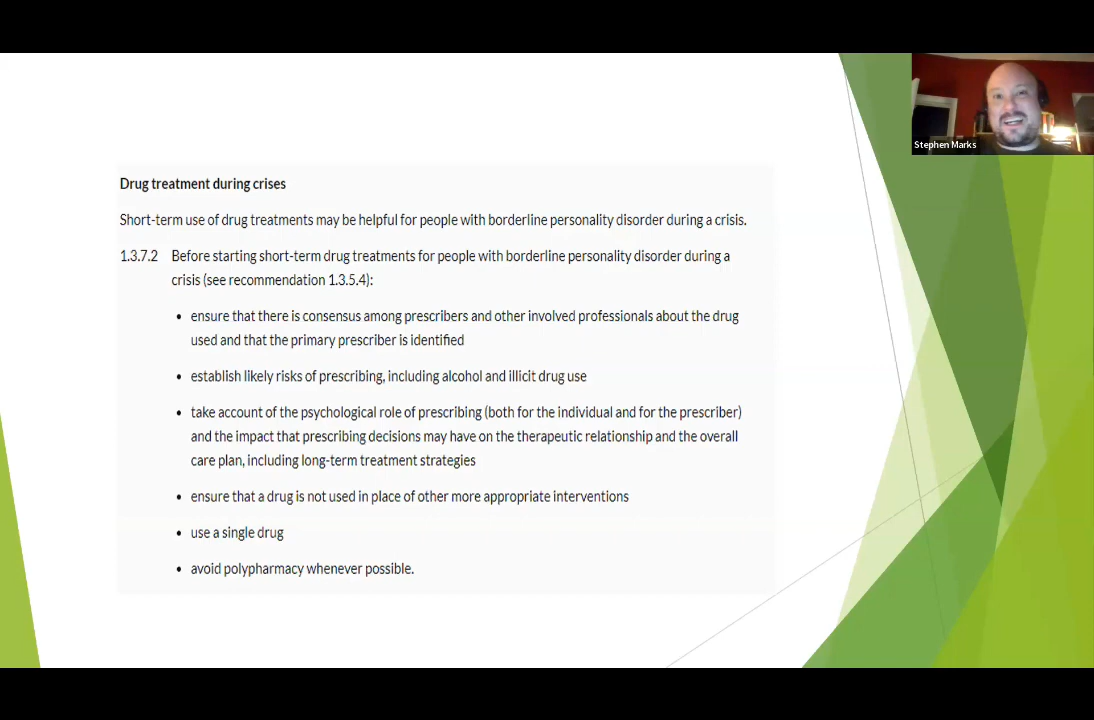 Stephen Marks
Drug treatment during crises
Short-term use of drug treatments may be helpful for people with borderline personality disorder during a crisis.
1.3.7.2 Before starting short-term drug treatments for people with borderline personality disorder during a
crisis (see recommendation 1.3.5.4):
• ensure that there is consensus among prescribers and other involved professionals about the drug
used and that the primary prescriber is identified
• establish likely risks of prescribing, including alcohol and illicit drug use
• take account of the psychological role of prescribing (both for the individual and for the prescriber)
and the impact that prescribing decisions may have on the therapeutic relationship and the overall
care plan, including long-term treatment strategies
• ensure that a drug is not used in place of other more appropriate interventions
• use a single drug
• avoid polypharmacy whenever possible.